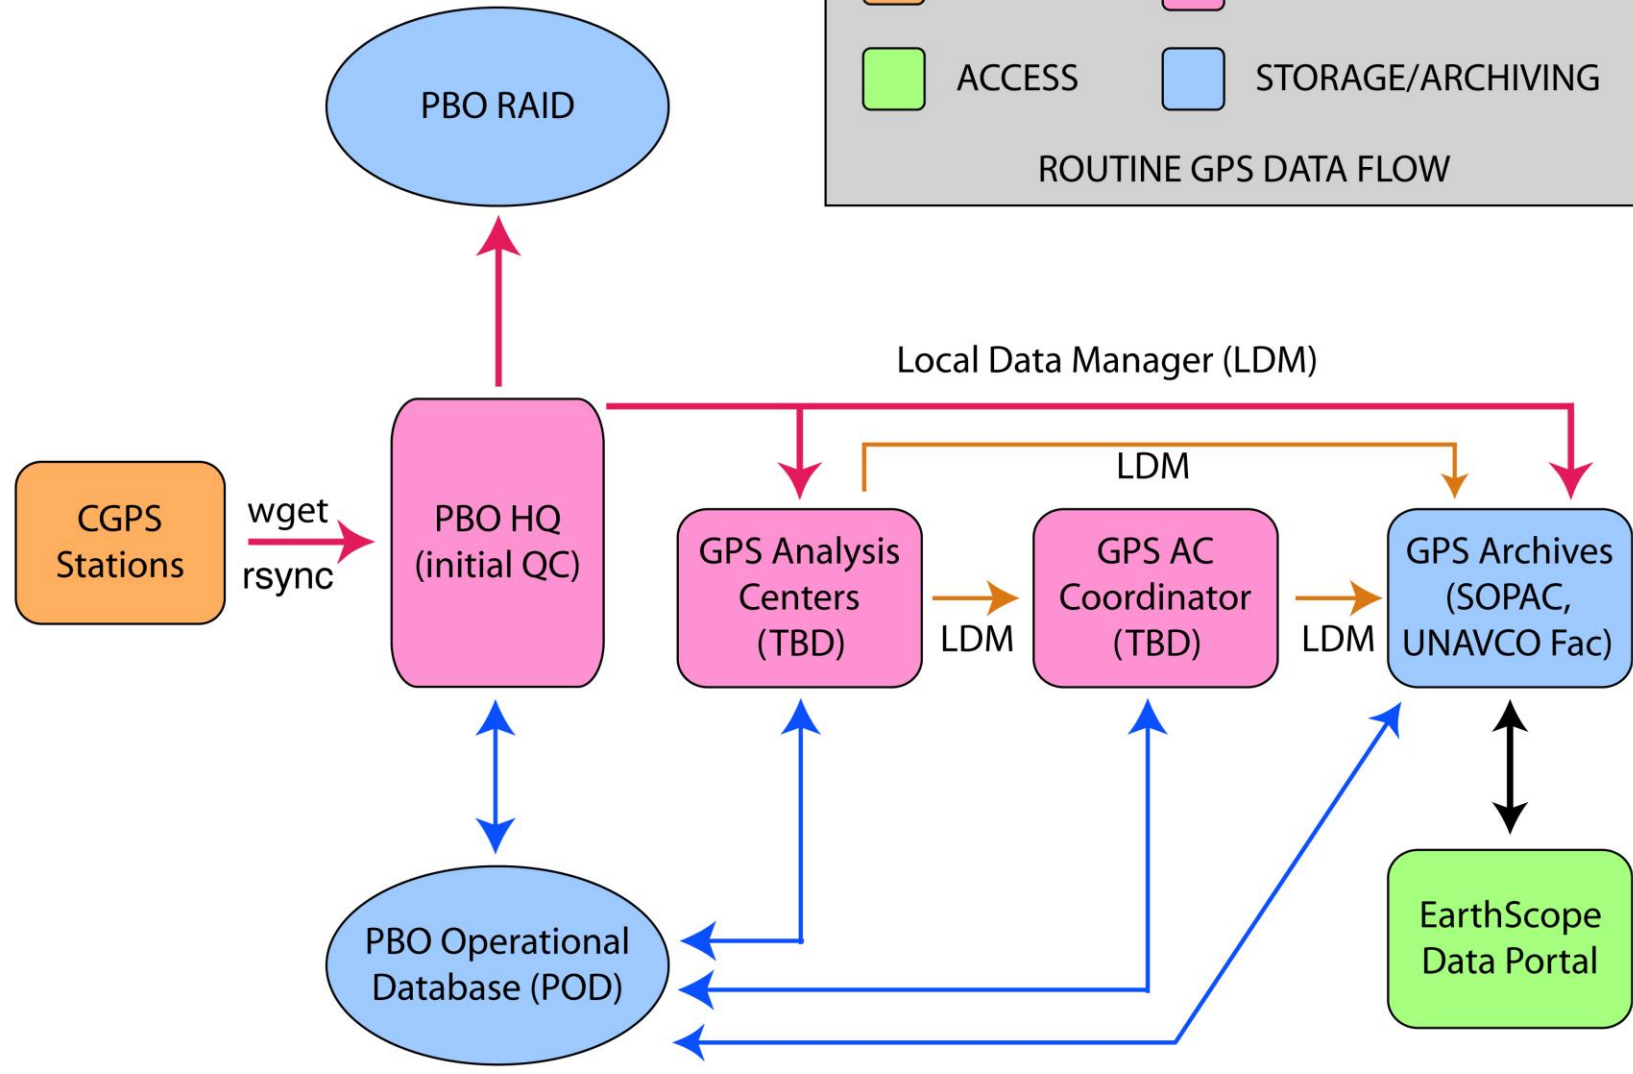 PBO RAID
ACCESS
STORAGE/ARCHIVING
ROUTINE GPS DATA FLOW
Local Data Manager (LDM)
LDM
CGPS
Stations
wget
rsync
PBO HQ
(initial QC)
GPS Analysis
Centers
(TBD)
LDM
GPS AC
Coordinator
(TBD)
LDM
GPS Archives
(SOPAC,
UNAVCO Fac)
PBO Operational
Database (POD)
EarthScope
Data Portal